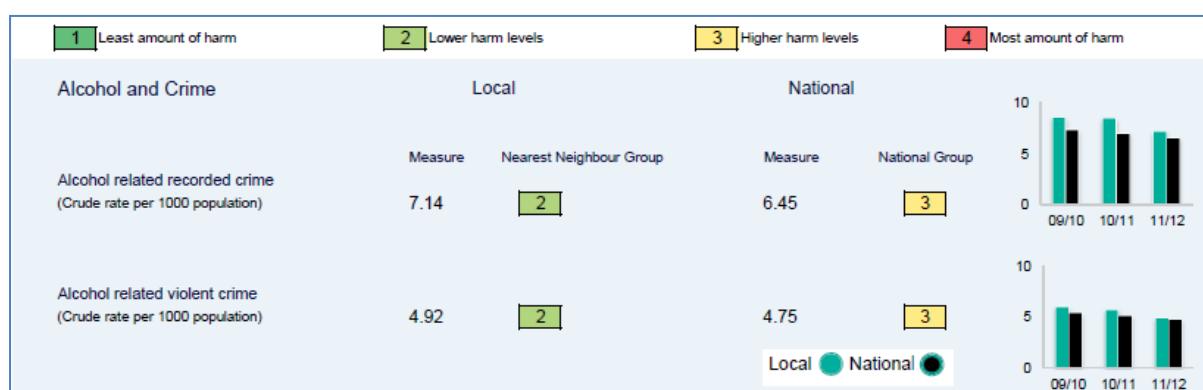 1 Least amount of harm 2 Lower harm levels 3 Higher harm levels 4 Most amount of harm
Alcohol and Crime Local National
Measure Nearest Neighbour Group Measure National Group
Alcohol related recorded crime
(Crude rate per 1000 population) 7.14 2 6.45 3
10
5
0
09/10 10/11 11/12
Alcohol related violent crime
(Crude rate per 1000 population) 4.92 2 4.75 3
10
5
0
09/10 10/11 11/12
Local National